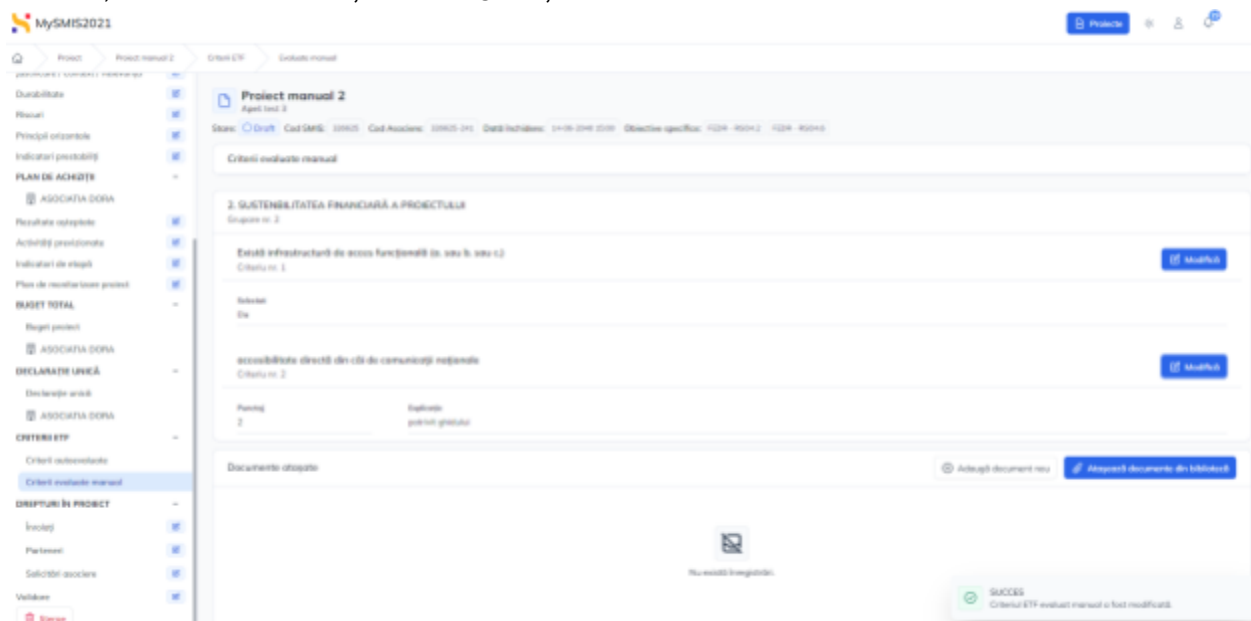 MySMIS2021
Proiecte
Proiect
Proiect manual 2
Criterii ETF
Evaluate manual
Durabilitate
Riscuri
Principii orizontale
Indicatori prestabiliți
PLAN DE ACHIZIȚII
ASOCIATIA DORA
Rezultate așteptate
Activități previzionate
Indicatori de etapă
Plan de monitorizare proiect
BUGET TOTAL
Buget proiect
ASOCIATIA DORA
DECLARAȚIE UNICĂ
Declarație unică
ASOCIATIA DORA
CRITERII ETF
Criterii autoevaluate
Criterii evaluate manual
DREPTURI ÎN PROIECT
Învolați
Parteneri
Solicitări asociere
Validare
Șterge
Proiect manual 2
Apel test 2
Stare: Draft Cod SMIS: Cod Asociere: Dată închidere: Obiective specifice:
Criterii evaluate manual
2. SUSTENBILITATEA FINANCIARĂ A PROIECTULUI
Grupare nr. 2
Există infrastructură de acces funcțională (a. sau b. sau c.)
Criteriu nr. 1
Modifică
Da
accesibilitate directă din căi de comunicații naționale
Criteriu nr. 2
Modifică
Punctaj
Explicație
2
potrivit ghidului
Documente atașate
Adaugă document nou
Atașează documente din bibliotecă
Nu există înregistrări.
SUCCES
Criteriul ETF evaluat manual a fost modificată.